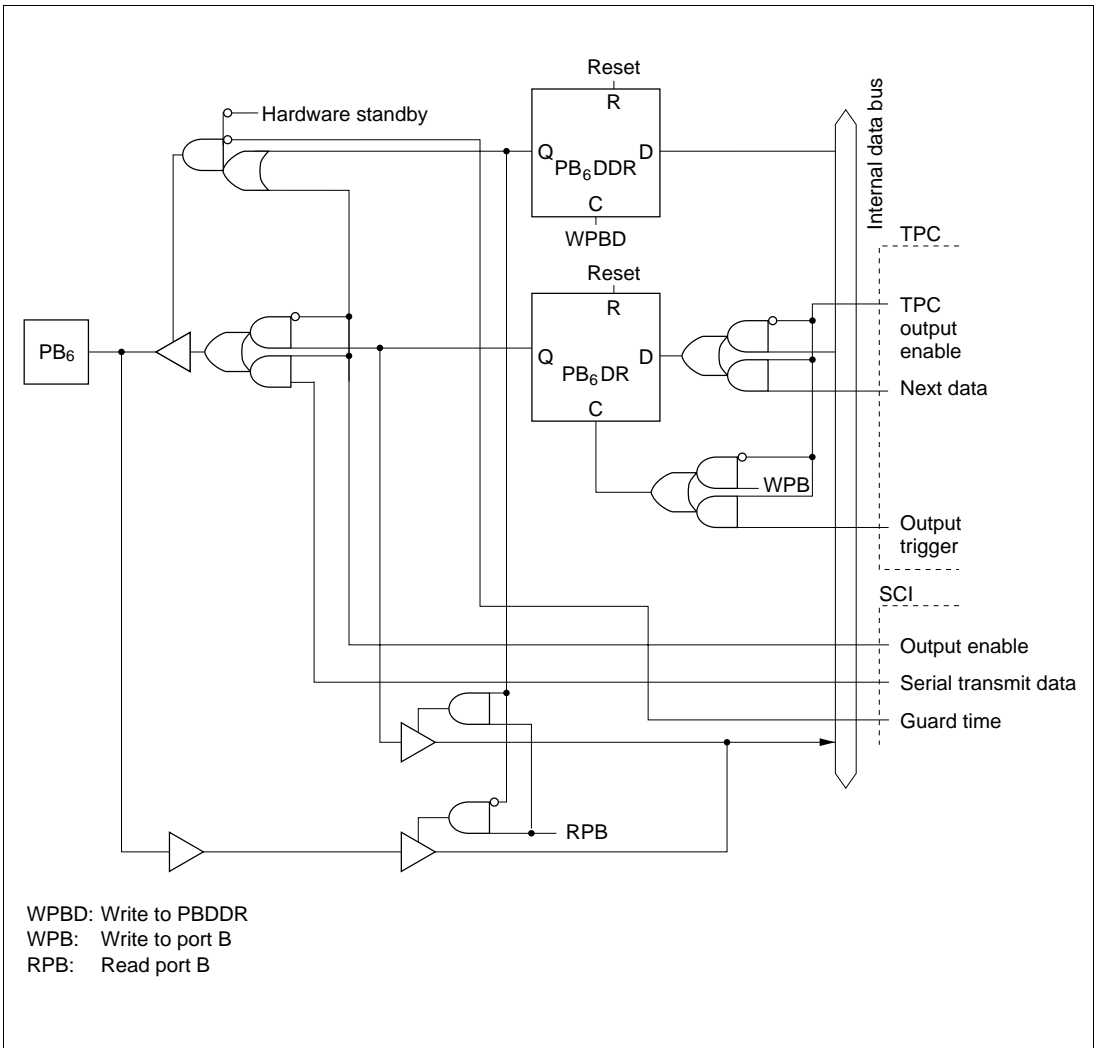 Reset
R
Hardware standby
Q
D
PB6DDR
C
WPBD
Internal data bus
TPC
Reset
R
TPC
output
enable
PB6
Q
D
PB6DR
Next data
C
WPB
Output
trigger
SCI
Output enable
Serial transmit data
Guard time
RPB
WPBD: Write to PBDDR
WPB: Write to port B
RPB: Read port B